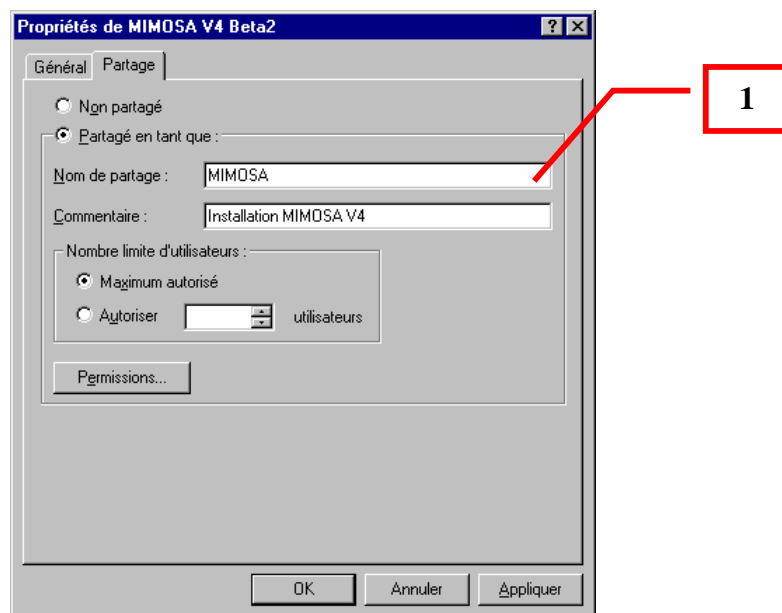 Propriétés de MIMOSA V4 Beta2
Général Partage
Non partagé
Partagé en tant que :
Nom de partage : MIMOSA
Commentaire : Installation MIMOSA V4
Nombre limite d'utilisateurs :
Maximum autorisé
Autoriser utilisateurs
Permissions...
OK Annuler Appliquer
1